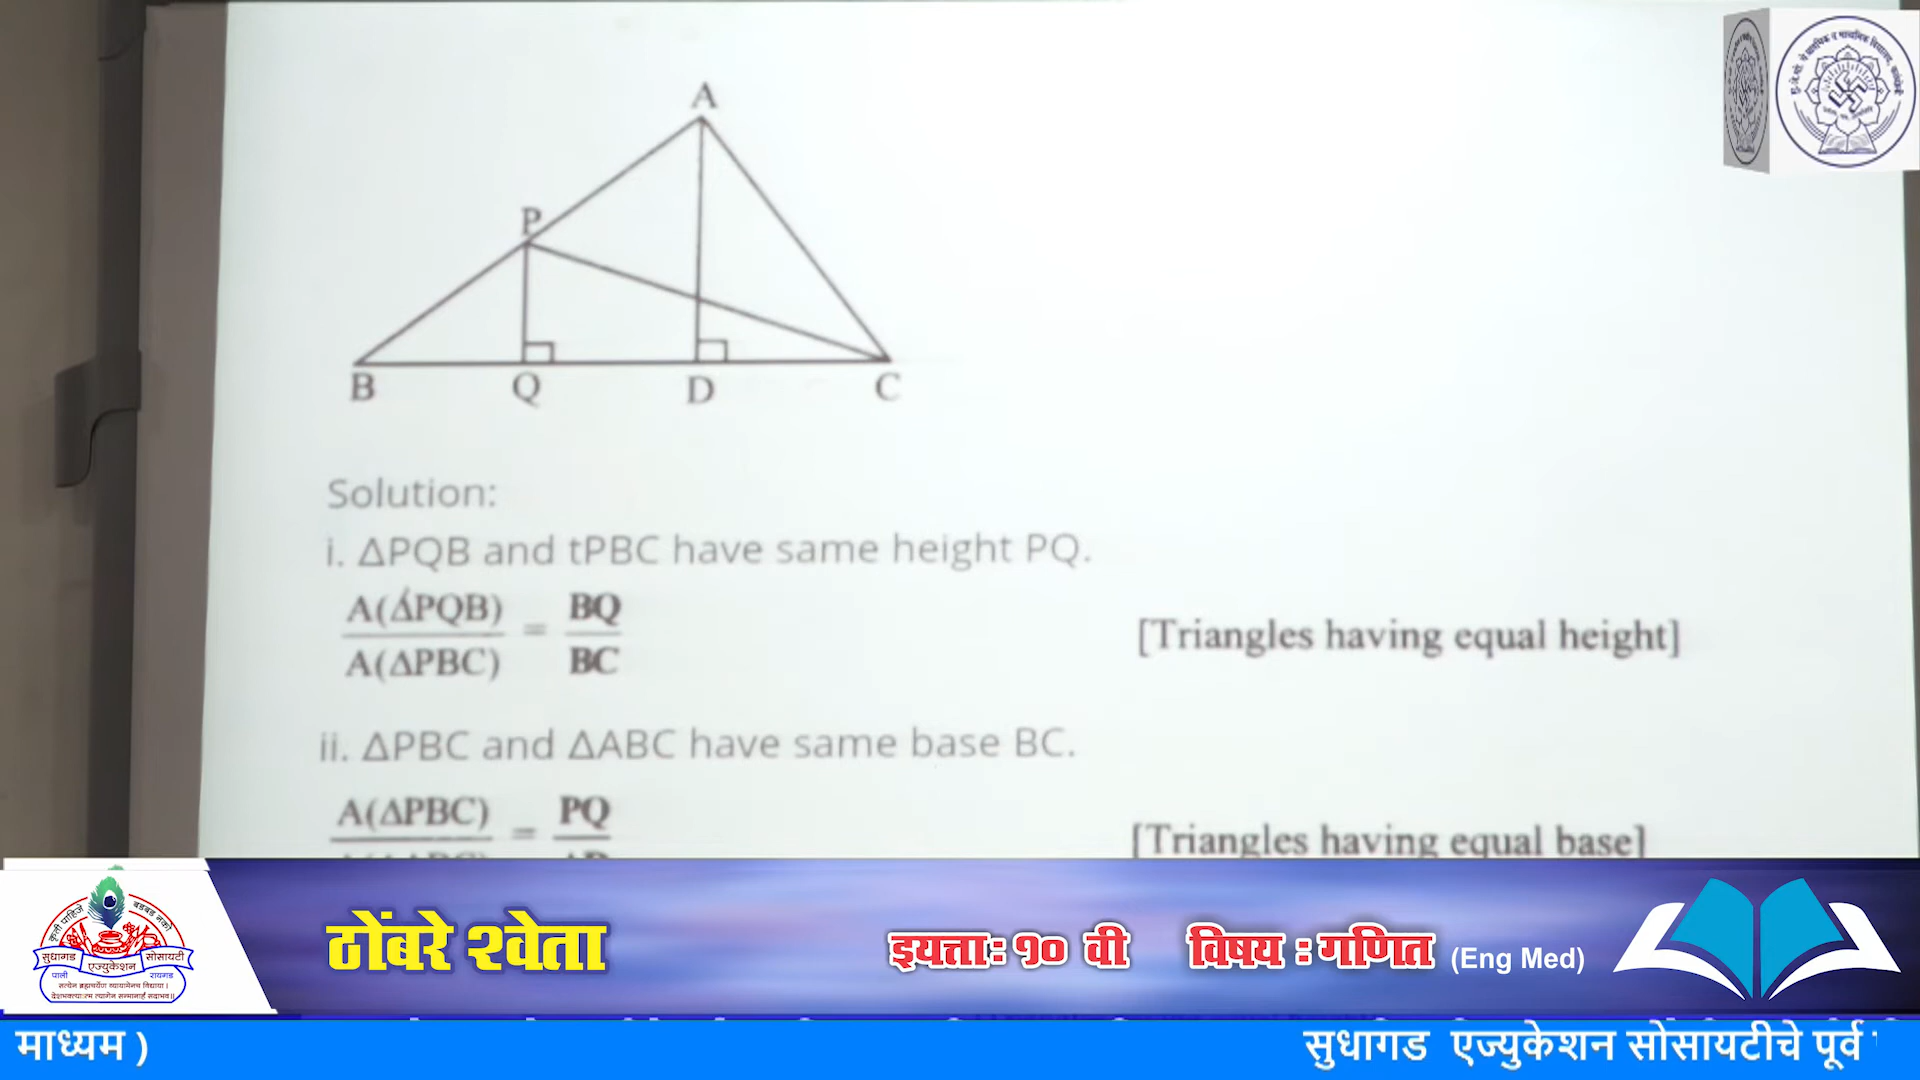 A
P
B Q D C
Solution:
i. ΔPQB and tPBC have same height PQ.
A(ΔPQB) = BQ [Triangles having equal height]
A(ΔPBC) BC
ii. ΔPBC and ΔABC have same base BC.
A(ΔPBC) = PQ [Triangles having equal base]
कृती पाहिजे बडबड नको
सुधागड सोसायटी
एज्युकेशन
पाली रायगड
ठोंबरे श्वेता
इयत्ता: १० वी विषय : गणित (Eng Med)
माध्यम ) सुधागड एज्युकेशन सोसायटीचे पूर्व